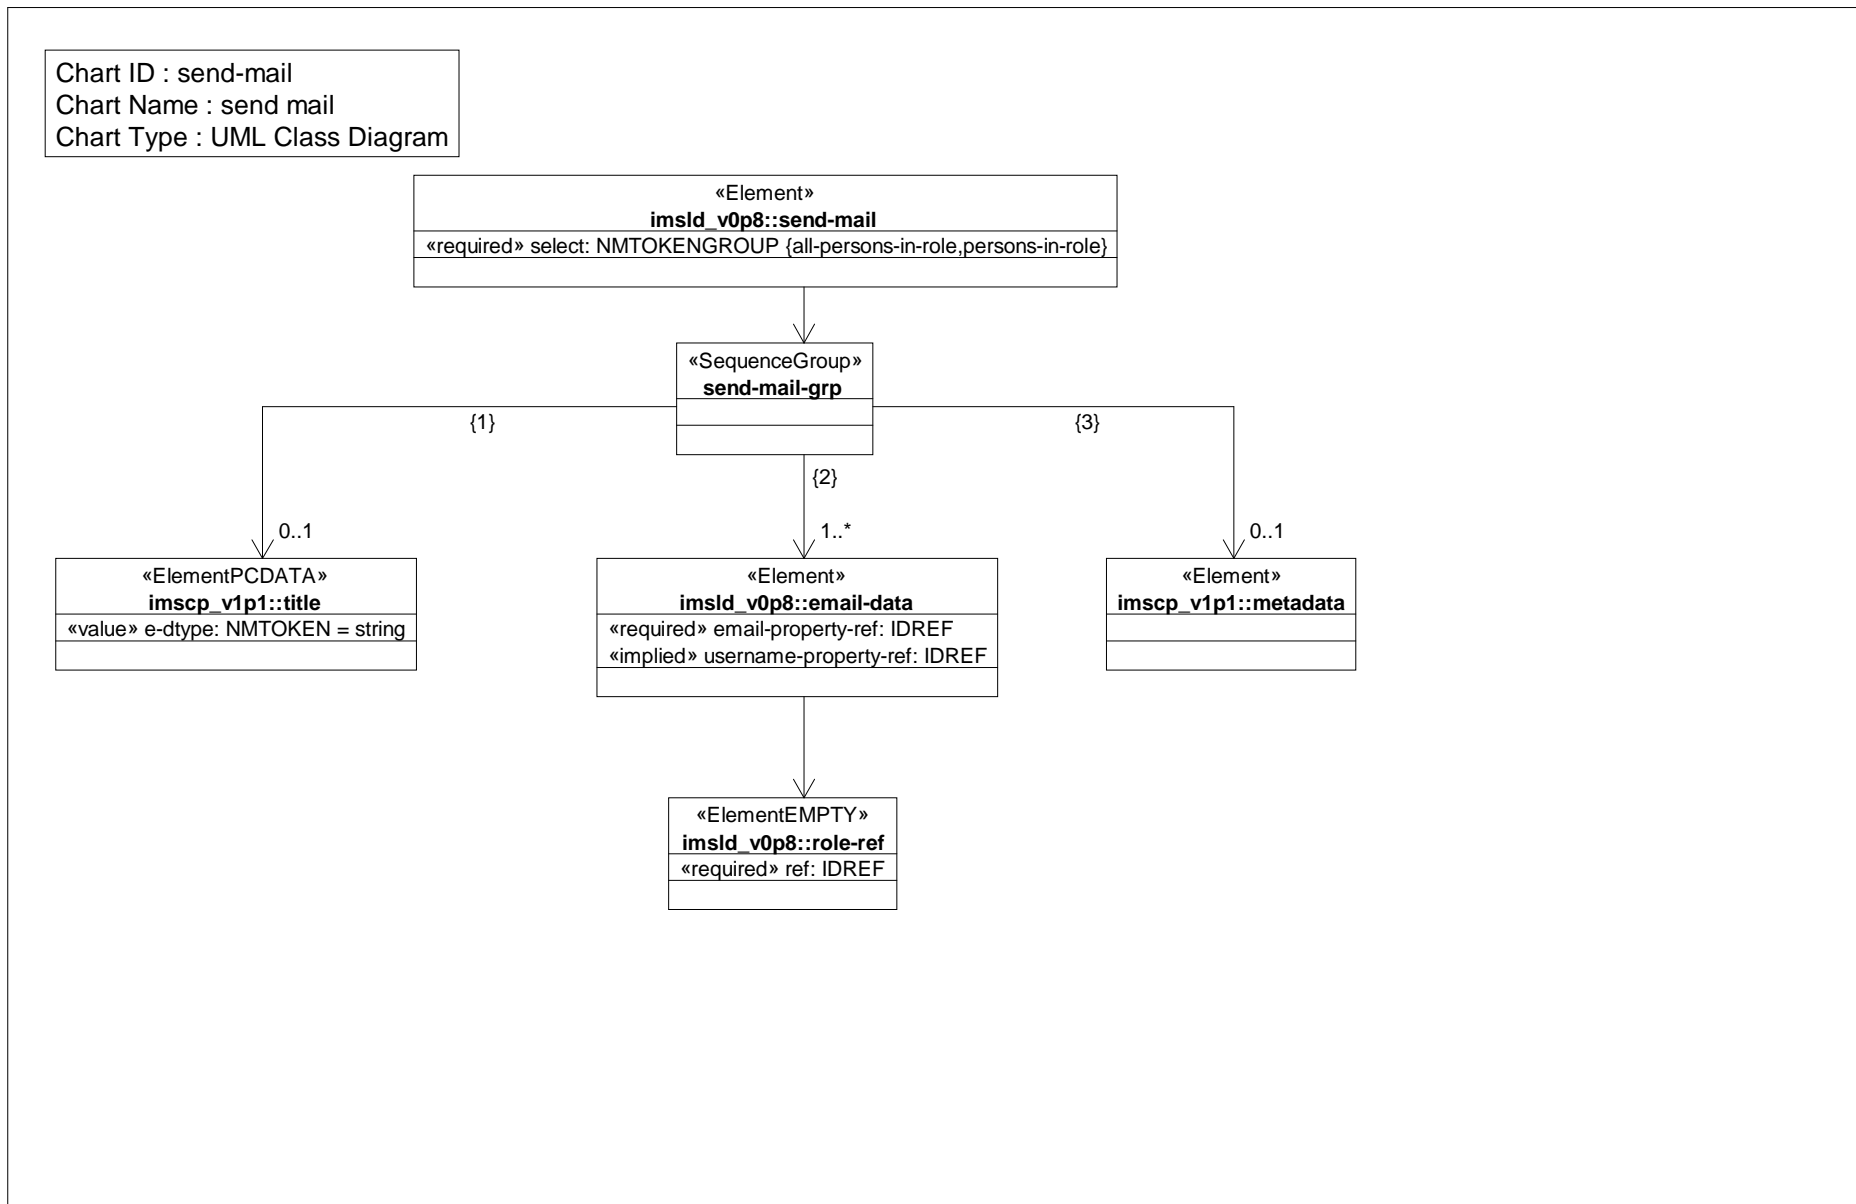 Chart ID : send-mail
Chart Name : send mail
Chart Type : UML Class Diagram
«Element»
imsld_v0p8::send-mail
«required» select: NMTOKENGROUP {all-persons-in-role,persons-in-role}
«SequenceGroup»
send-mail-grp
{1}
{3}
{2}
0..1
1..*
0..1
«ElementPCDATA»
imscp_v1p1::title
«value» e-dtype: NMTOKEN = string
«Element»
imsld_v0p8::email-data
«required» email-property-ref: IDREF
«implied» username-property-ref: IDREF
«Element»
imscp_v1p1::metadata
«ElementEMPTY»
imsld_v0p8::role-ref
«required» ref: IDREF